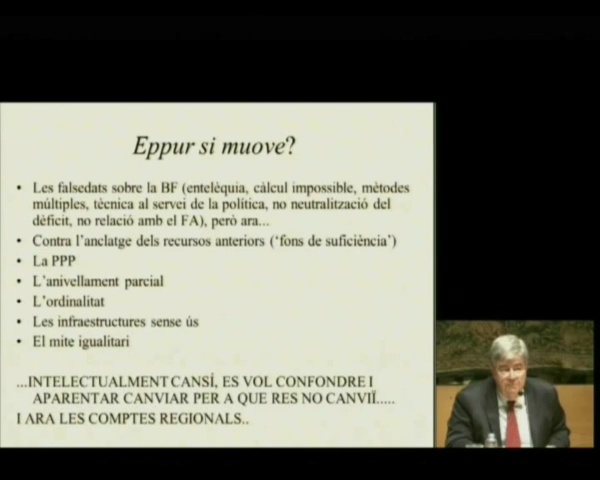 Eppur si muove?
• Les falsedats sobre la BF (entelèquia, càlcul impossible, mètodes
múltiples, tècnica al servei de la política, no neutralització del
dèficit, no relació amb el FA), però ara...
• Contra l'anclatge dels recursos anteriors ('fons de suficiència')
• La PPP
• L'anivellament parcial
• L'ordinalitat
• Les infraestructures sense ús
• El mite igualitari
...INTELECTUALMENT CANSÍ, ES VOL CONFONDRE I
APARENTAR CANVIAR PER A QUE RES NO CANVIÏ.....
I ARA LES COMPTES REGIONALS..